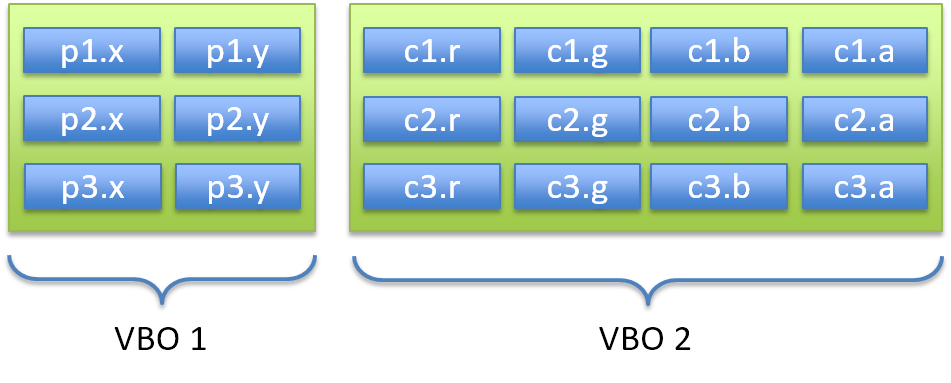 p1.x p1.y c1.r c1.g c1.b c1.a
p2.x p2.y c2.r c2.g c2.b c2.a
p3.x p3.y c3.r c3.g c3.b c3.a
VBO 1 VBO 2